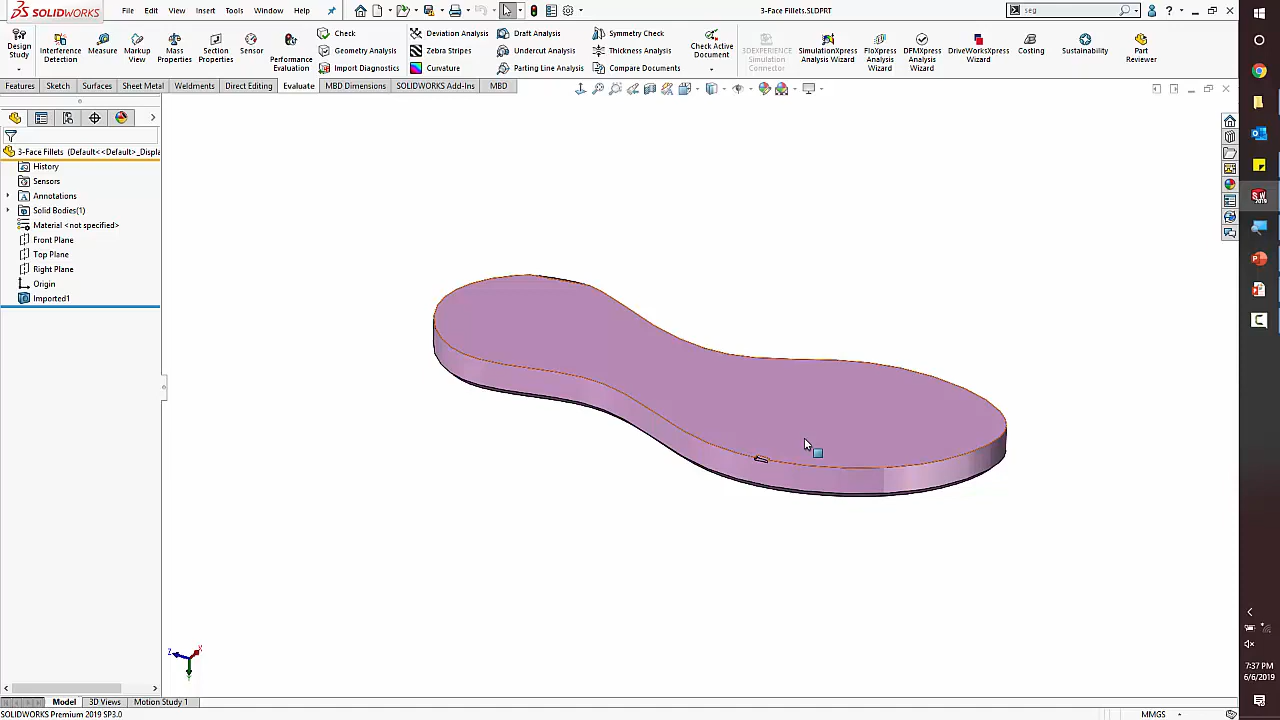 SOLIDWORKS
File Edit View Insert Tools Window Help
3-Face Fillets.SLDPRT
seg
Design Study
Interference Detection
Measure
Markup View
Mass Properties
Section Properties
Sensor
Performance Evaluation
Check
Geometry Analysis
Import Diagnostics
Deviation Analysis
Zebra Stripes
Curvature
Draft Analysis
Undercut Analysis
Parting Line Analysis
Symmetry Check
Thickness Analysis
Compare Documents
Check Active Document
3DEXPERIENCE Simulation Connector
SimulationXpress Analysis Wizard
FloXpress Analysis Wizard
DFMXpress Analysis Wizard
DriveWorksXpress Wizard
Costing
Sustainability
Part Reviewer
Features Sketch Surfaces Sheet Metal Weldments Direct Editing Evaluate MBD Dimensions SOLIDWORKS Add-Ins MBD
3-Face Fillets (Default<<Default>_Displa
History
Sensors
Annotations
Solid Bodies(1)
Material <not specified>
Front Plane
Top Plane
Right Plane
Origin
Imported1
Z X
Model 3D Views Motion Study 1
SOLIDWORKS Premium 2019 SP3.0
MMGS
7:37 PM
6/6/2019